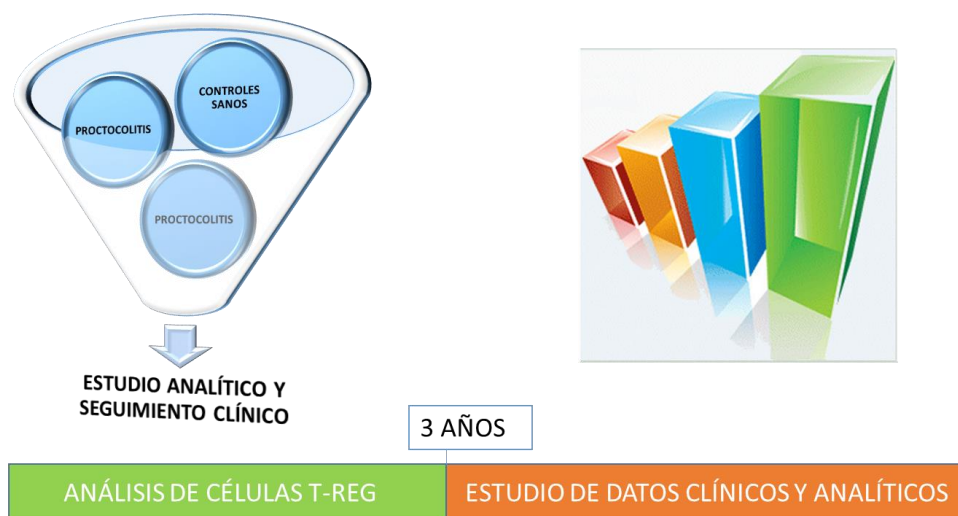 CONTROLES
SANOS
PROCTOCOLITIS
PROCTOCOLITIS
ESTUDIO ANALÍTICO Y
SEGUIMIENTO CLÍNICO
3 AÑOS
ANÁLISIS DE CÉLULAS T-REG
ESTUDIO DE DATOS CLÍNICOS Y ANALÍTICOS